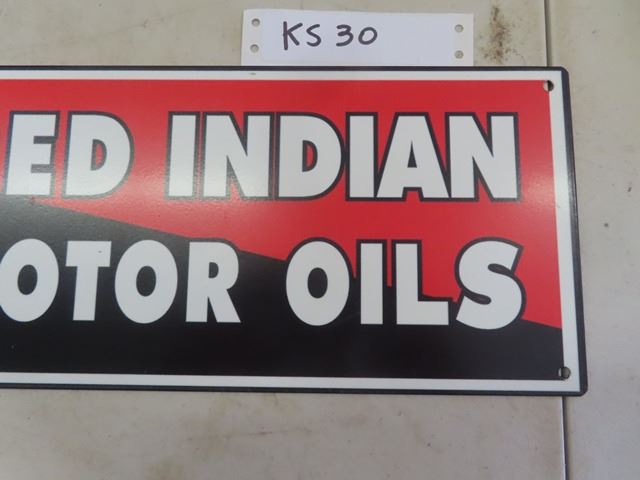 KS 30
ED INDIAN
OTOR OILS